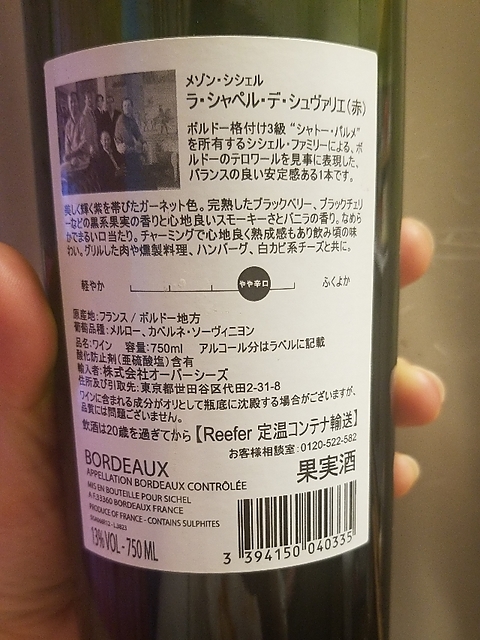 メゾン・シシェル
ラ・シャペル・デ・シュヴァリエ（赤）
ボルドー格付け3級“シャトー・パルメ”
を所有するシシェル・ファミリーによる、ボ
ルドーのテロワールを見事に表現した、
バランスの良い安定感ある1本です。
美しく輝く紫を帯びたガーネット色。完熟したブラックベリー、ブラックチェリ
ーなどの黒系果実の香りと心地良いスモーキーさとバニラの香り。なめら
かでまるい口当たり。チャーミングで心地良く熟成感もあり飲み頃の味
わい。グリルした肉や燻製料理、ハンバーグ、白カビ系チーズと共に。
軽やか やや辛口 ふくよか
原産地:フランス / ボルドー地方
葡萄品種:メルロー、カベルネ・ソーヴィニヨン
品名:ワイン 容量:750ml アルコール分はラベルに記載
酸化防止剤(亜硫酸塩)含有
輸入者:株式会社オーバーシーズ
住所及び引取先:東京都世田谷区代田2-31-8
ワインに含まれる成分がオリとして瓶底に沈殿する場合がございますが、
品質には問題ございません。
飲酒は20歳を過ぎてから【Reefer 定温コンテナ輸送】
お客様相談室:0120-522-582
果実酒
BORDEAUX
APPELLATION BORDEAUX CONTRÔLÉE
MIS EN BOUTEILLE POUR SICHEL
A F.33360 BORDEAUX FRANCE
PRODUCE OF FRANCE - CONTAINS SULPHITES
13% VOL - 750 ML
3 394150 040335